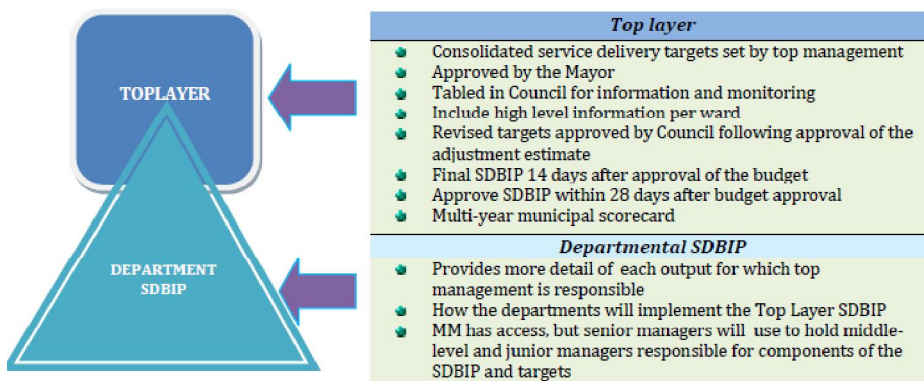 TOPLAYER
DEPARTMENT
SDBIP
Top layer
Consolidated service delivery targets set by top management
Approved by the Mayor
Tabled in Council for information and monitoring
Include high level information per ward
Revised targets approved by Council following approval of the
adjustment estimate
Final SDBIP 14 days after approval of the budget
Approve SDBIP within 28 days after budget approval
Multi-year municipal scorecard
Departmental SDBIP
Provides more detail of each output for which top
management is responsible
How the departments will implement the Top Layer SDBIP
MM has access, but senior managers will use to hold middle-
level and junior managers responsible for components of the
SDBIP and targets